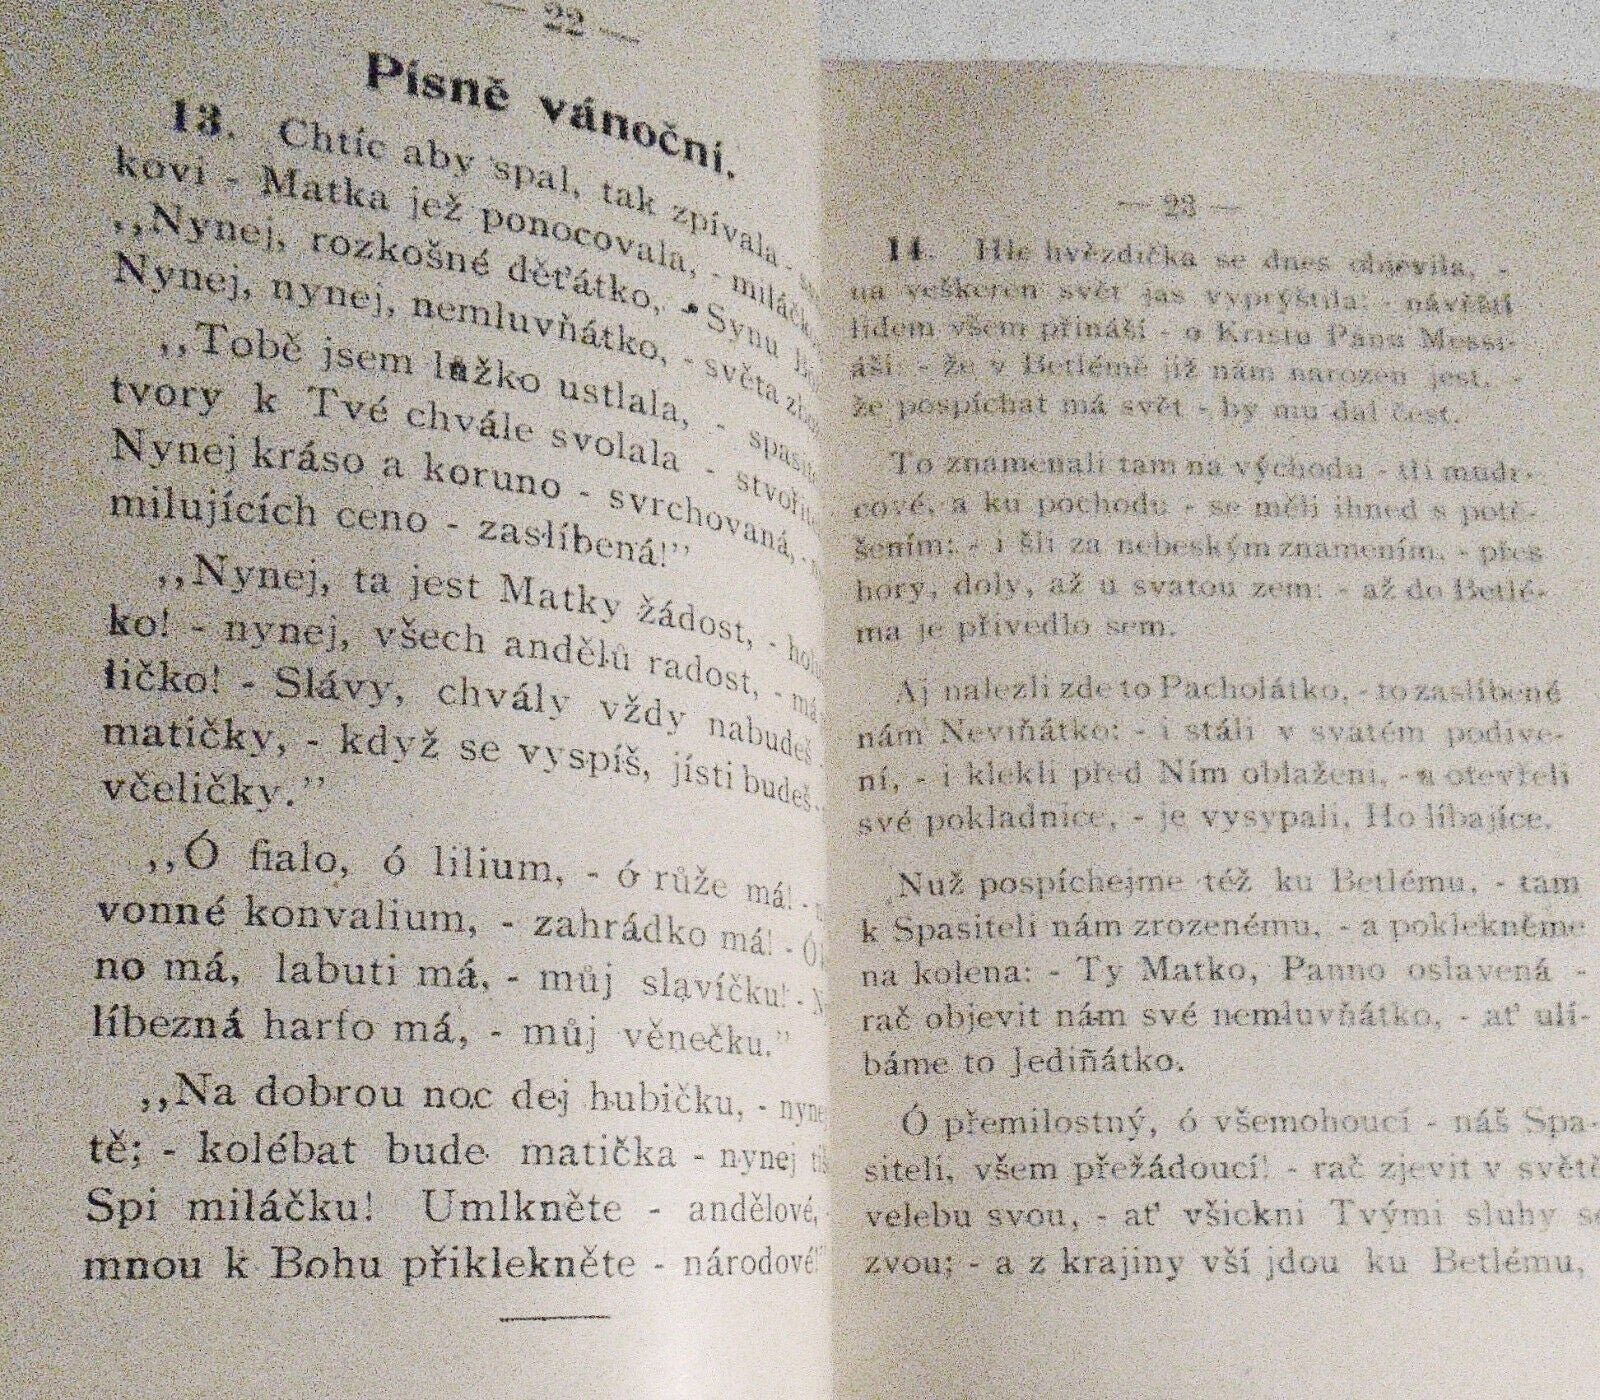 — 22 —
Písně vánoční.
13. Chtíc aby spal, tak zpívala -
kovi - Matka jež ponocovala, -
,,Nynej, rozkošné děťátko, - Synu
Nynej, nynej, nemluvňátko, - světa
,,Tobě jsem lůžko ustlala, -
tvory k Tvé chvále svolala -
Nynej kráso a koruno - svrchovaná, -
milujících ceno - zaslíbená!”
,,Nynej, ta jest Matky žádost, -
ko! - nynej, všech andělů radost, -
ličko! - Slávy, chvály vždy nabudeš
matičky, - když se vyspíš, jísti budeš -
včeličky.”
,,Ó fialo, ó lilium, - ó růže má! -
vonné konvalium, - zahrádko má! -
no má, labuti má, - můj slavíčku! -
líbezná harfo má, - můj věnečku.”
,,Na dobrou noc dej hubičku, -
tě; - kolébat bude matička - nynej
Spi miláčku! Umlkněte - andělové, -
mnou k Bohu přiklekněte - národové!
— 23 —
14. Hle hvězdička se dnes objevila, -
na veškeren svět jas vyprýštila: - návěští
lidem všem přináší - o Kristu Pánu Messi-
áši: - že v Betlémě již nám narozen jest, -
že pospíchat má svět - by mu dal čest.
To znamenali tam na východu - tři mudr-
cové, a ku pochodu - se měli ihned s potě-
šením: - i šli za nebeským znamením, - přes
hory, doly, až u svatou zem: - až do Betlé-
ma je přivedlo sem.
Aj nalezli zde to Pacholátko, - to zaslíbené
nám Neviňátko: - i stáli v svatém podive-
ní, - i klekli před Ním oblaženi, - a otevřeli
své pokladnice, - je vysypali, Ho líbajíce.
Nuž pospíchejme též ku Betlému, - tam
k Spasiteli nám zrozenému, - a poklekněme
na kolena: - Ty Matko, Panno oslavená -
rač objevit nám své nemluvňátko, - ať ulí-
báme to Jediňátko.
Ó přemilostný, ó všemohoucí - náš Spa-
siteli, všem přežádoucí! - rač zjevit v světě
velebu svou, - ať všickni Tvými sluhy se
zvou; - a z krajiny vší jdou ku Betlému,